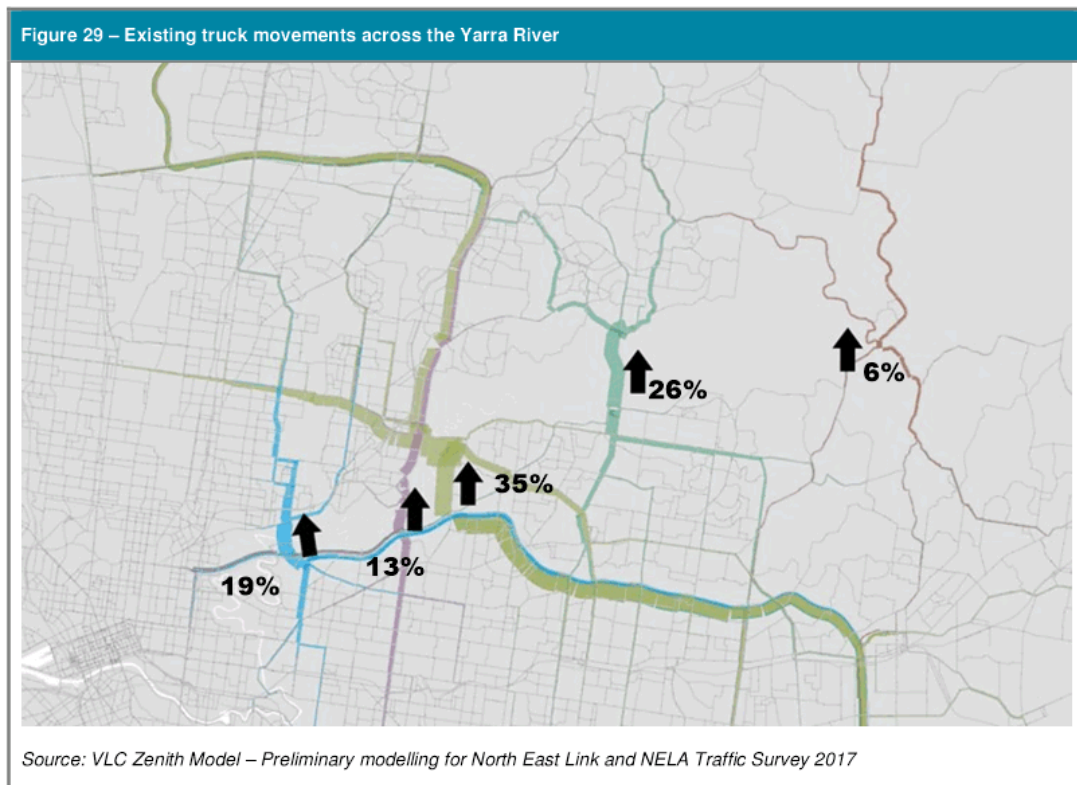 Figure 29 – Existing truck movements across the Yarra River
6%
26%
35%
13%
19%
Source: VLC Zenith Model – Preliminary modelling for North East Link and NELA Traffic Survey 2017